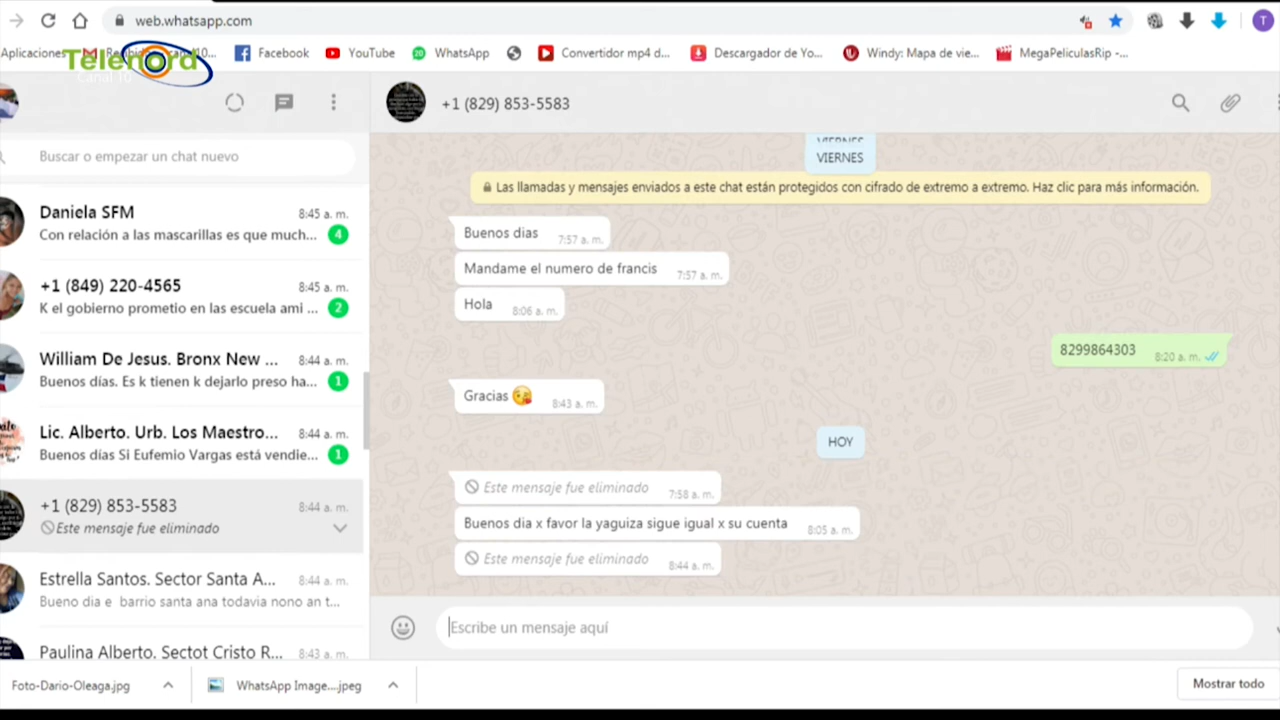 web.whatsapp.com
T
Aplicaciones
Facebook
YouTube
20 WhatsApp
Convertidor mp4 d...
Descargador de Yo...
Windy: Mapa de vie...
MegaPeliculasRip -...
Telenord
canal 10
+1 (829) 853-5583
Buscar o empezar un chat nuevo
Daniela SFM 8:45 a. m.
Con relación a las mascarillas es que much... 4
+1 (849) 220-4565 8:45 a. m.
K el gobierno prometio en las escuela ami ... 2
William De Jesus. Bronx New ... 8:44 a. m.
Buenos días. Es k tienen k dejarlo preso ha... 1
Lic. Alberto. Urb. Los Maestro... 8:44 a. m.
Buenos días Si Eufemio Vargas está vendie... 1
+1 (829) 853-5583 8:44 a. m.
Este mensaje fue eliminado
Estrella Santos. Sector Santa A... 8:44 a. m.
Bueno dia e barrio santa ana todavia nono an t...
Paulina Alberto. Sectot Cristo R... 8:43 a. m.
VIERNES
VIERNES
Las llamadas y mensajes enviados a este chat están protegidos con cifrado de extremo a extremo. Haz clic para más información.
Buenos dias 7:57 a. m.
Mandame el numero de francis 7:57 a. m.
Hola 8:06 a. m.
8299864303 8:20 a. m.
Gracias 8:43 a. m.
HOY
Este mensaje fue eliminado 7:58 a. m.
Buenos dia x favor la yaguiza sigue igual x su cuenta 8:05 a. m.
Este mensaje fue eliminado 8:44 a. m.
Escribe un mensaje aquí
Foto-Dario-Oleaga.jpg
WhatsApp Image....jpeg
Mostrar todo